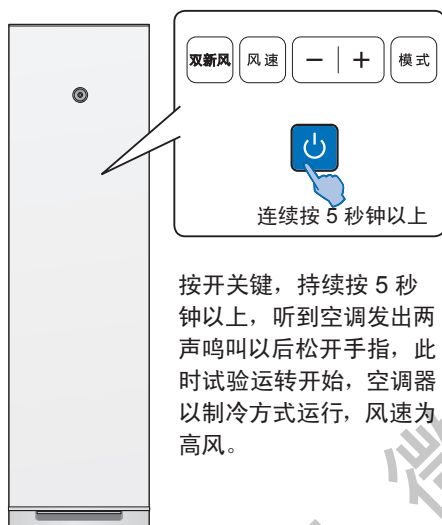 双新风 风速 − + 模式
连续按 5 秒钟以上
按开关键，持续按 5 秒
钟以上，听到空调发出两
声鸣叫以后松开手指，此
时试验运转开始，空调器
以制冷方式运行，风速为
高风。
微